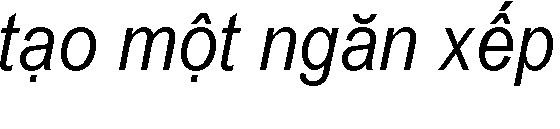 tạo một ngăn xếp